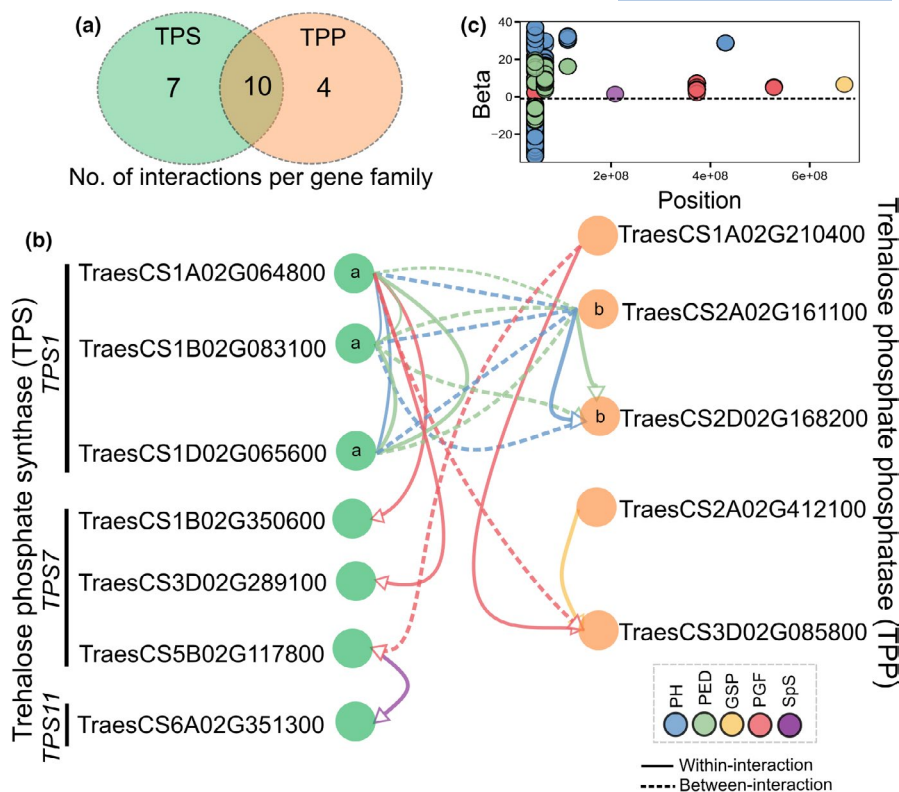 (a)
TPS
TPP
7
10
4
No. of interactions per gene family
(c)
Beta
40
20
0
−20
2e+08
4e+08
6e+08
Position
(b)
Trehalose phosphate synthase (TPS)
TPS1
TraesCS1A02G064800
a
TraesCS1B02G083100
a
TraesCS1D02G065600
a
TPS7
TraesCS1B02G350600
TraesCS3D02G289100
TraesCS5B02G117800
TPS11
TraesCS6A02G351300
TraesCS1A02G210400
b
TraesCS2A02G161100
b
TraesCS2D02G168200
TraesCS2A02G412100
TraesCS3D02G085800
Trehalose phosphate phosphatase (TPP)
PH
PED
GSP
PGF
SpS
Within-interaction
Between-interaction